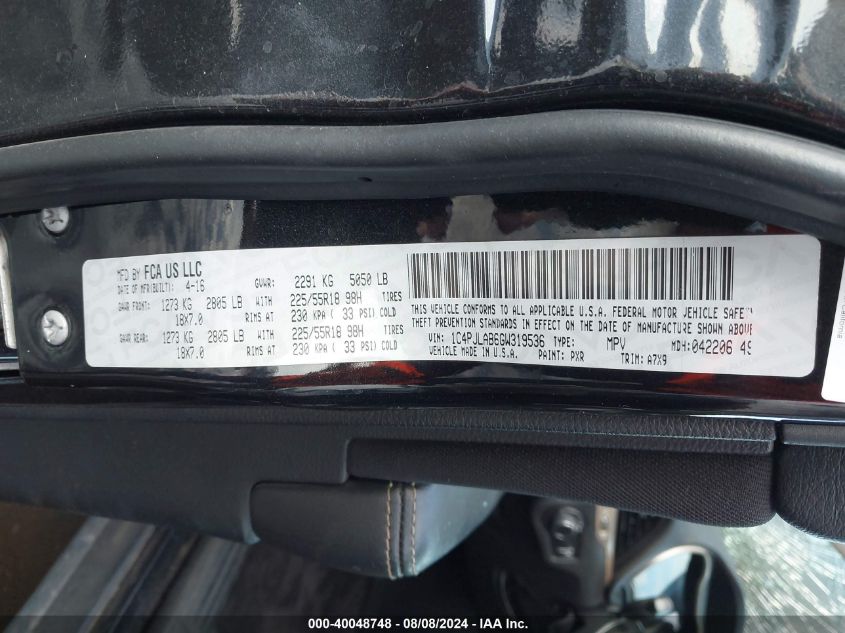 MFD BY FCA US LLC
DATE OF MFR(BUILT): 4-16 GVWR: 2291 KG 5050 LB
GAWR FRONT: 1273 KG 2805 LB WITH 225/55R18 98H TIRES
18X7.0 RIMS AT 230 KPA ( 33 PSI) COLD
GAWR REAR: 1273 KG 2805 LB WITH 225/55R18 98H TIRES
18X7.0 RIMS AT 230 KPA ( 33 PSI) COLD
THIS VEHICLE CONFORMS TO ALL APPLICABLE U.S.A. FEDERAL MOTOR VEHICLE SAFETY
THEFT PREVENTION STANDARDS IN EFFECT ON THE DATE OF MANUFACTURE SHOWN ABOVE
VIN: 1C4PJLAB6GW319536 TYPE: MPV MDH:042206 49
VEHICLE MADE IN U.S.A. PAINT: PXR TRIM: A7X9
000-40048748 - 08/08/2024 - IAA Inc.